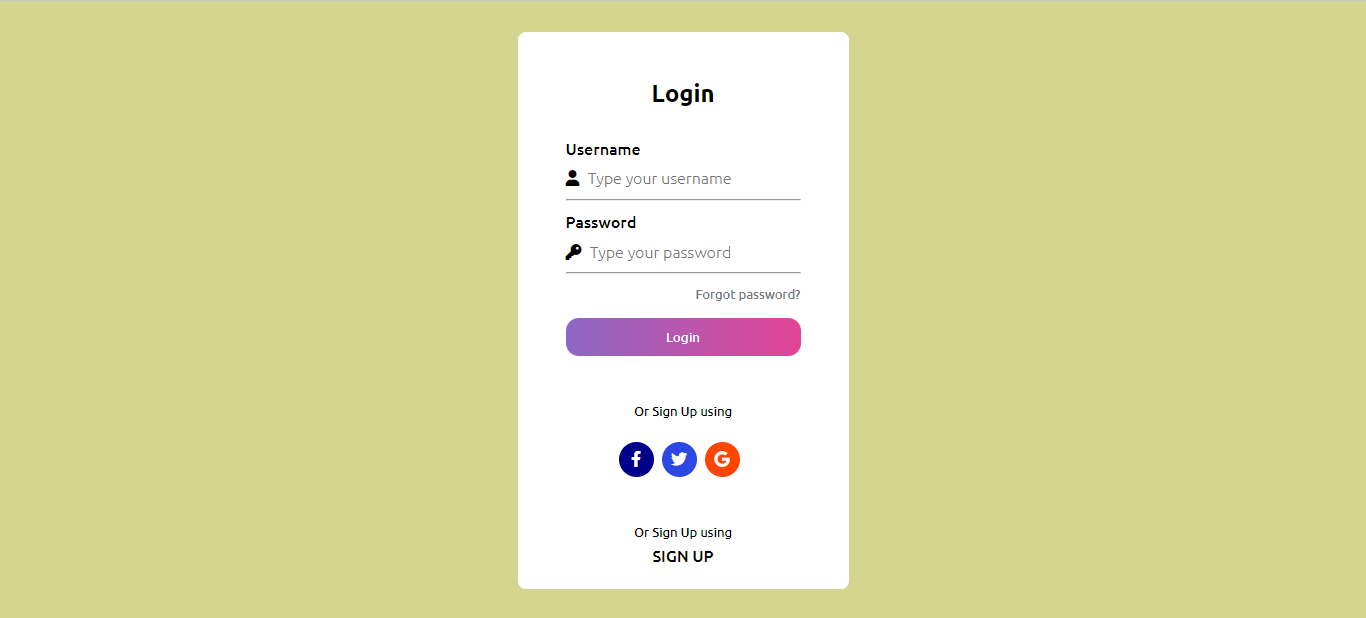 Login
Username
Type your username
Password
Type your password
Forgot password?
Login
Or Sign Up using
Or Sign Up using
SIGN UP